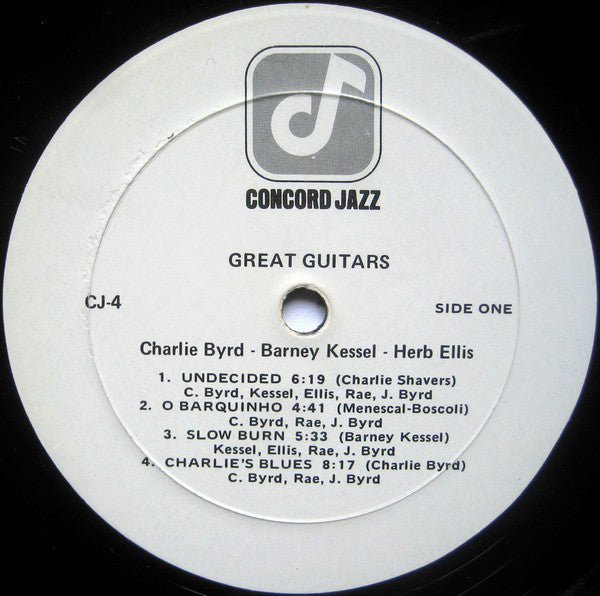 CONCORD JAZZ
GREAT GUITARS
CJ-4
SIDE ONE
Charlie Byrd - Barney Kessel - Herb Ellis
1. UNDECIDED 6:19 (Charlie Shavers)
C. Byrd, Kessel, Ellis, Rae, J. Byrd
2. O BARQUINHO 4:41 (Menescal-Boscoli)
C. Byrd, Rae, J. Byrd
3. SLOW BURN 5:33 (Barney Kessel)
Kessel, Ellis, Rae, J. Byrd
4. CHARLIE'S BLUES 8:17 (Charlie Byrd)
C. Byrd, Rae, J. Byrd